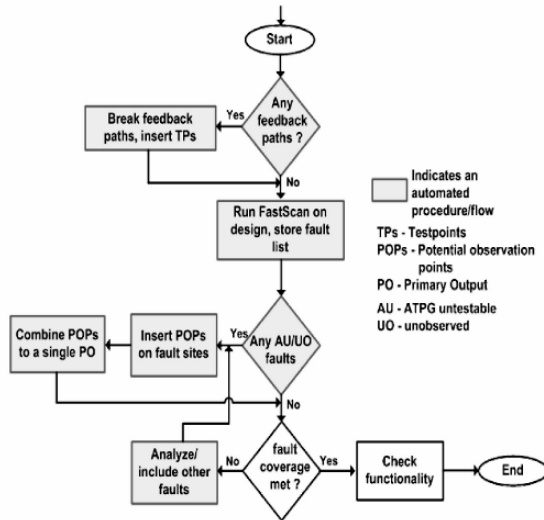 Start
Any
feedback
paths ?
Yes
Break feedback
paths, insert TPs
No
Run FastScan on
design, store fault
list
Indicates an
automated
procedure/flow
TPs - Testpoints
POPs - Potential observation
points
PO - Primary Output
AU - ATPG untestable
UO - unobserved
Any AU/UO
faults
Yes
Insert POPs
on fault sites
Combine POPs
to a single PO
No
fault
coverage
met ?
No
Analyze/
include other
faults
Yes
Check
functionality
End